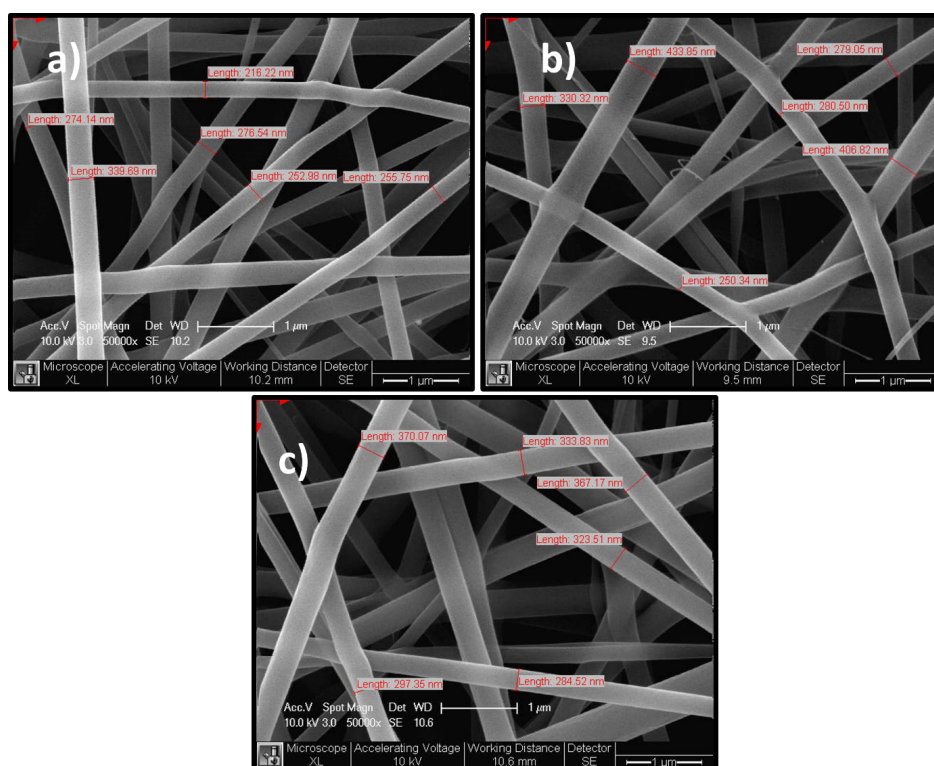 a)
Length: 216.22 nm
Length: 274.14 nm
Length: 276.54 nm
Length: 339.69 nm
Length: 252.98 nm
Length: 255.75 nm
Acc.V Spot Magn Det WD 1 µm
10.0 kV 3.0 50000x SE 10.2
Microscope Accelerating Voltage Working Distance Detector
XL 10 kV 10.2 mm SE 1 µm
b)
Length: 433.85 nm
Length: 279.05 nm
Length: 330.32 nm
Length: 280.50 nm
Length: 406.82 nm
Length: 250.34 nm
Acc.V Spot Magn Det WD 1 µm
10.0 kV 3.0 50000x SE 9.5
Microscope Accelerating Voltage Working Distance Detector
XL 10 kV 9.5 mm SE 1 µm
c)
Length: 370.07 nm
Length: 333.83 nm
Length: 367.17 nm
Length: 323.51 nm
Length: 297.35 nm
Length: 284.52 nm
Acc.V Spot Magn Det WD 1 µm
10.0 kV 3.0 50000x SE 10.6
Microscope Accelerating Voltage Working Distance Detector
XL 10 kV 10.6 mm SE 1 µm